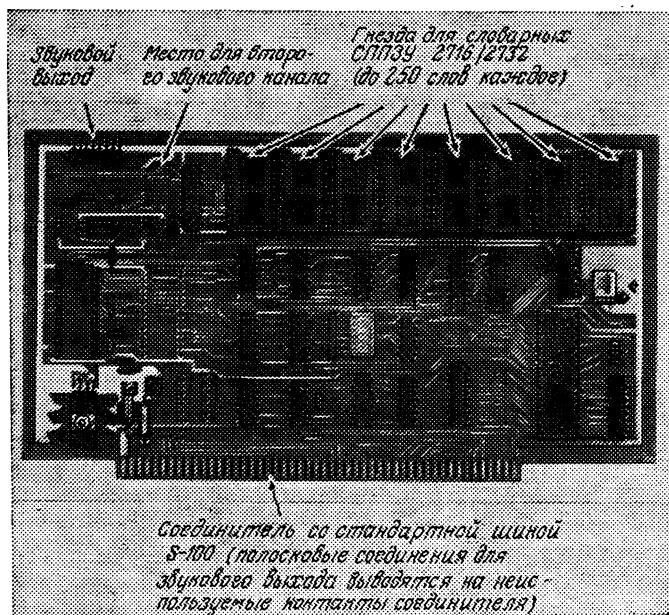 Звуковой
выход
Место для второ-
го звукового канала
Гнезда для словарных
СППЗУ 2716/2732
(до 250 слов каждое)
Соединитель со стандартной шиной
S-100 (полосковые соединения для
звукового выхода выводятся на неис-
пользуемые контакты соединителя)